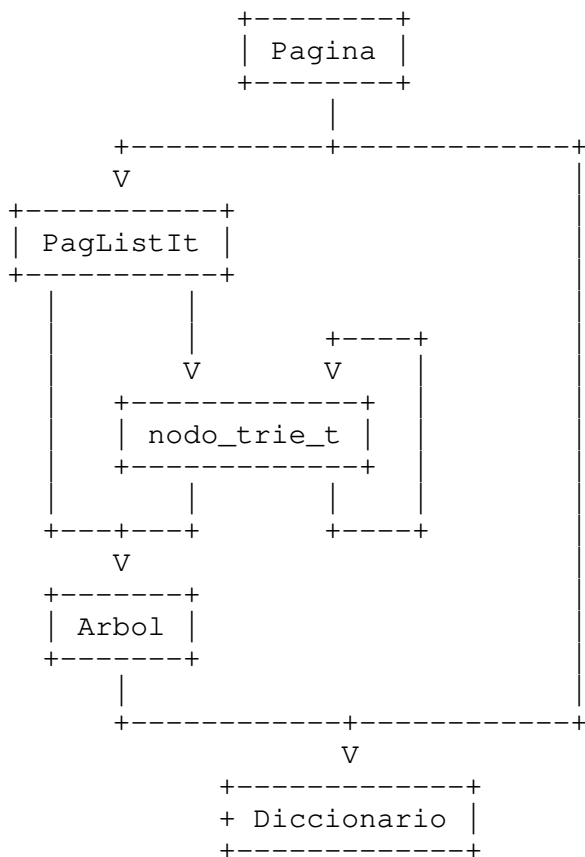 Pagina
PagListIt
V
V
V
nodo_trie_t
V
Arbol
V
Diccionario